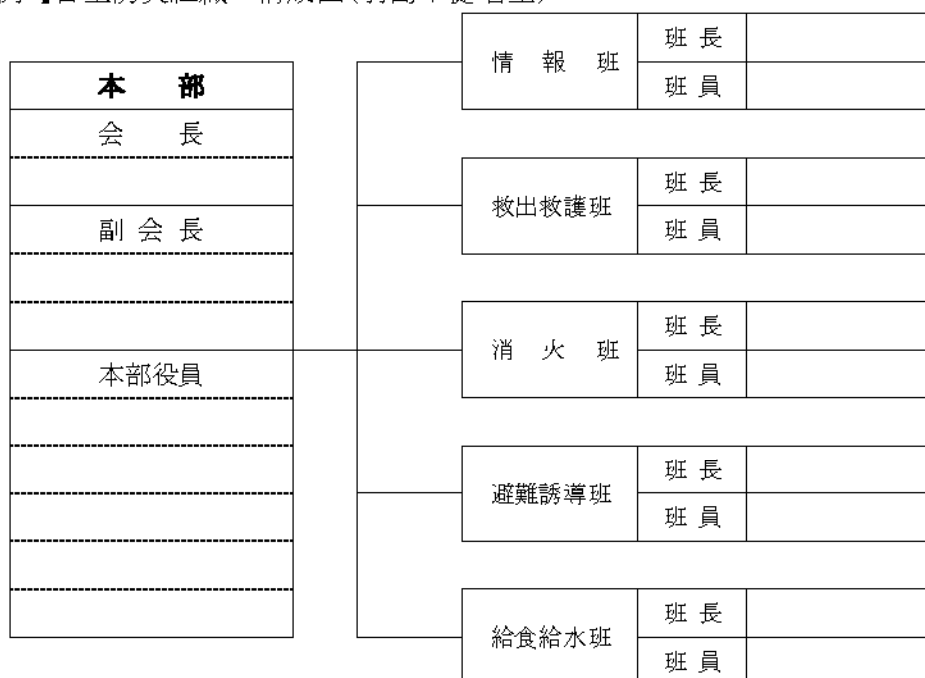 本 部
会 長
副 会 長
本部役員
情 報 班
班 長
班 員
救出救護班
班 長
班 員
消 火 班
班 長
班 員
避難誘導班
班 長
班 員
給食給水班
班 長
班 員